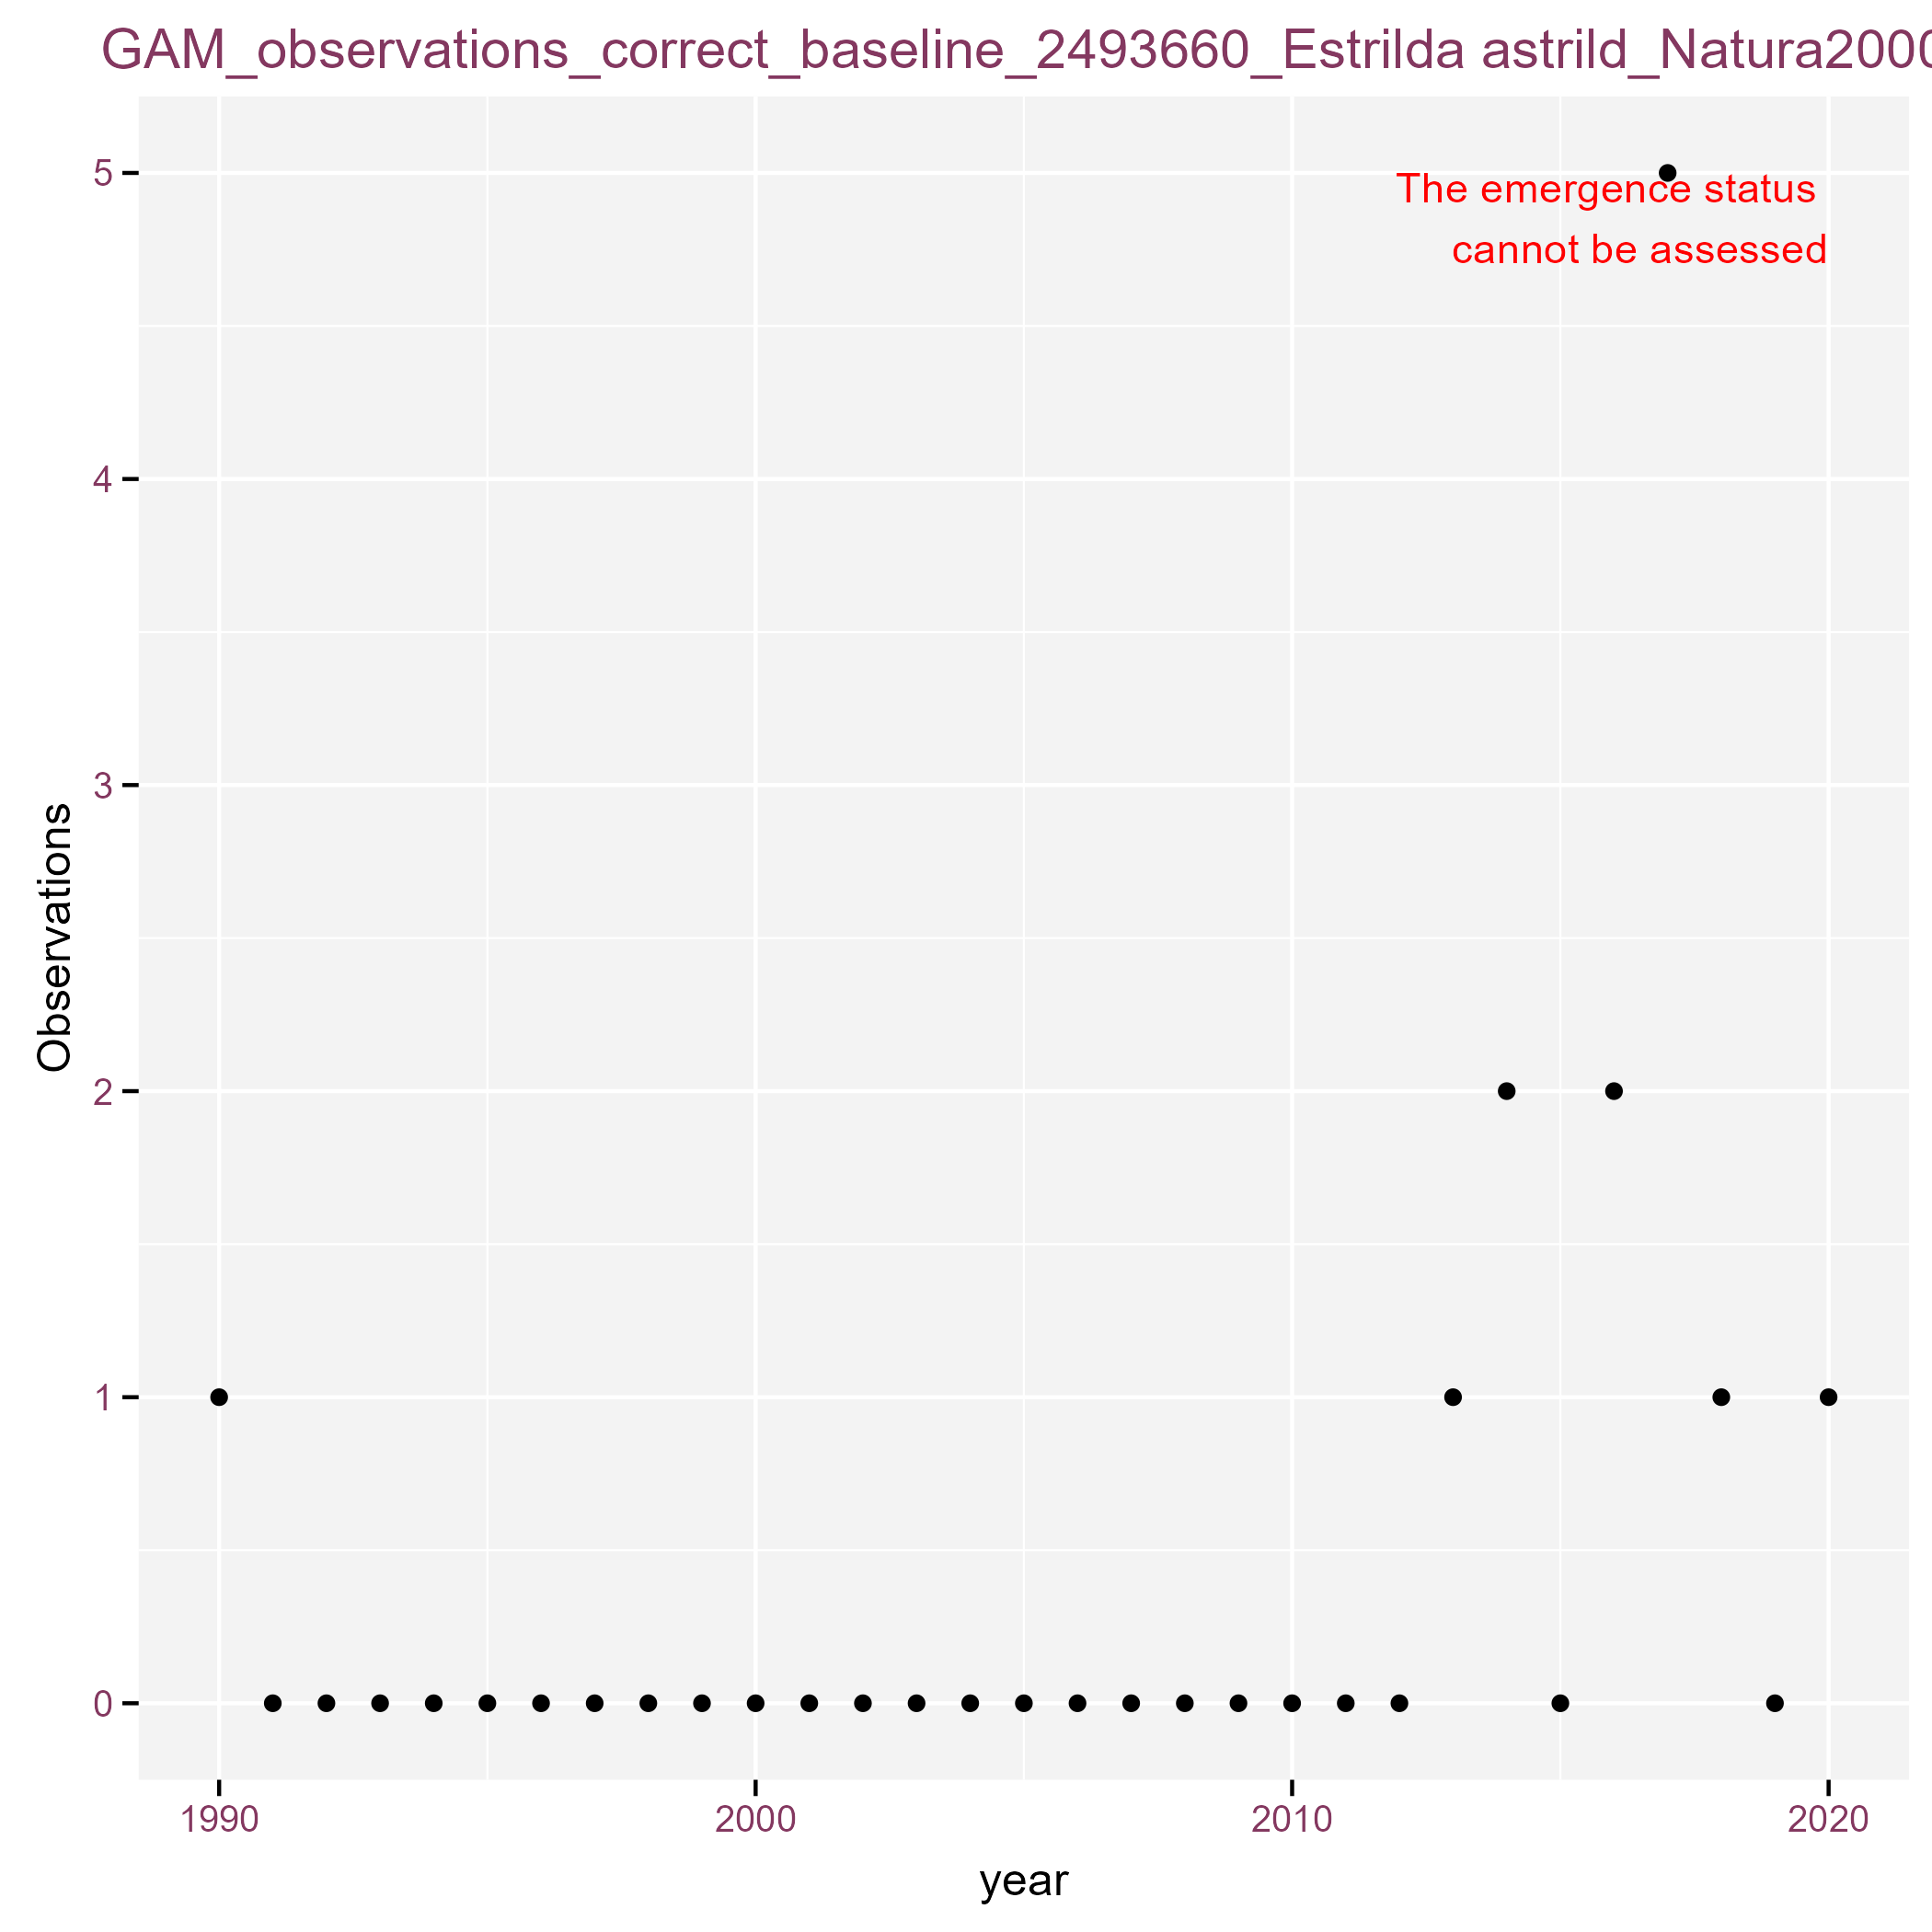 GAM_observations_correct_baseline_2493660_Estrilda astrild_Natura2000
The emergence status
cannot be assessed
5
4
3
2
1
0
Observations
1990 2000 2010 2020
year